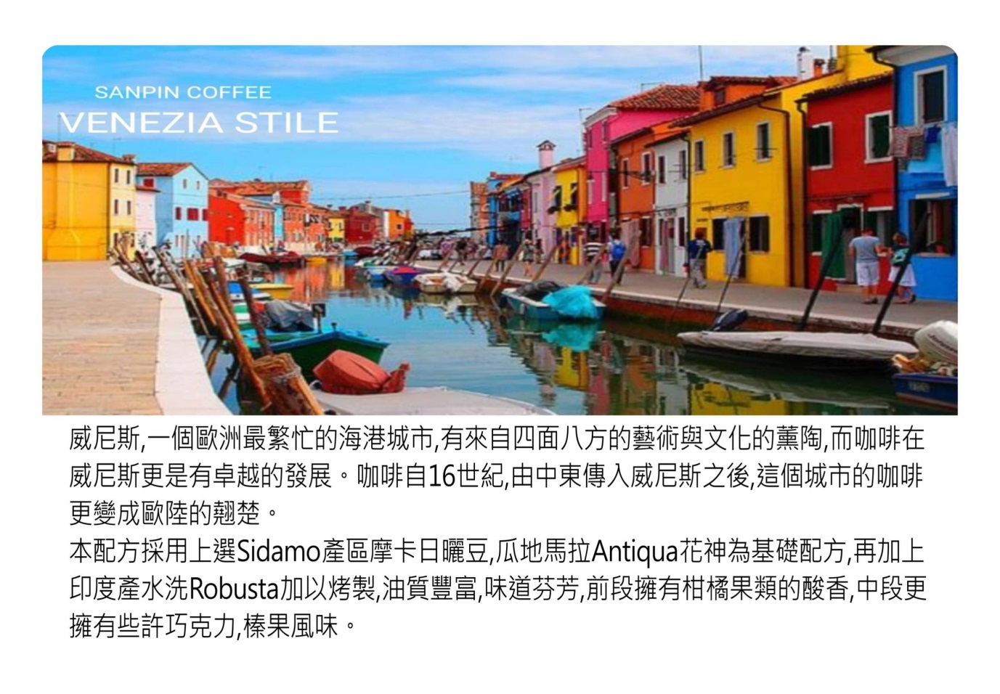 SANPIN COFFEE
VENEZIA STILE
威尼斯,一個歐洲最繁忙的海港城市,有來自四面八方的藝術與文化的薰陶,而咖啡在
威尼斯更是有卓越的發展。咖啡自16世紀,由中東傳入威尼斯之後,這個城市的咖啡
更變成歐陸的翹楚。
本配方採用上選Sidamo產區摩卡日曬豆,瓜地馬拉Antiqua花神為基礎配方,再加上
印度產水洗Robusta加以烤製,油質豐富,味道芬芳,前段擁有柑橘果類的酸香,中段更
擁有些許巧克力,榛果風味。